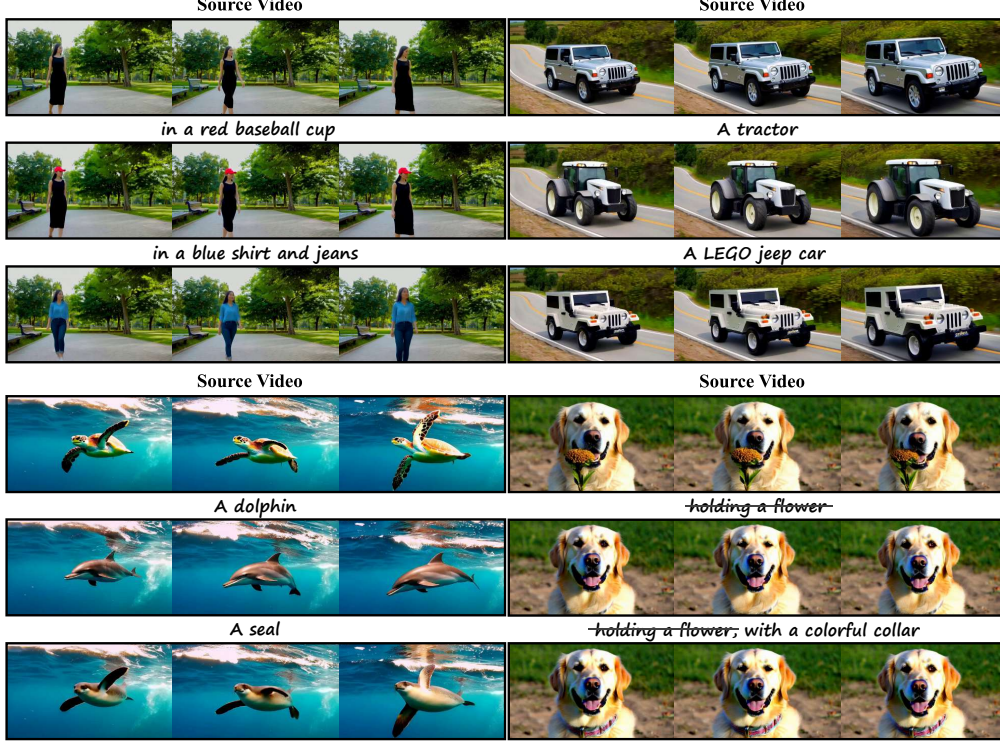 Source Video
in a red baseball cup
in a blue shirt and jeans
Source Video
A tractor
A LEGO jeep car
Source Video
A dolphin
A seal
Source Video
holding a flower
holding a flower, with a colorful collar